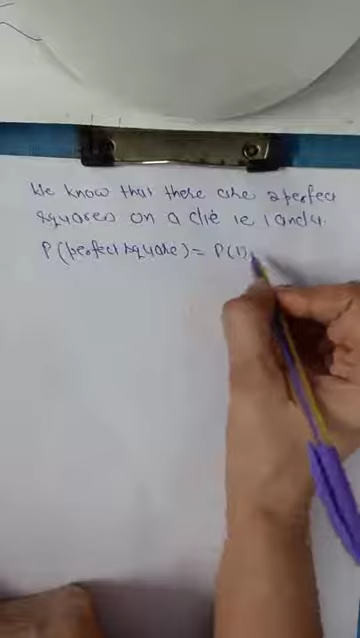 We know that there are 2 perfect
squares on a die ie 1 and 4.
P(perfect square) = P(1)